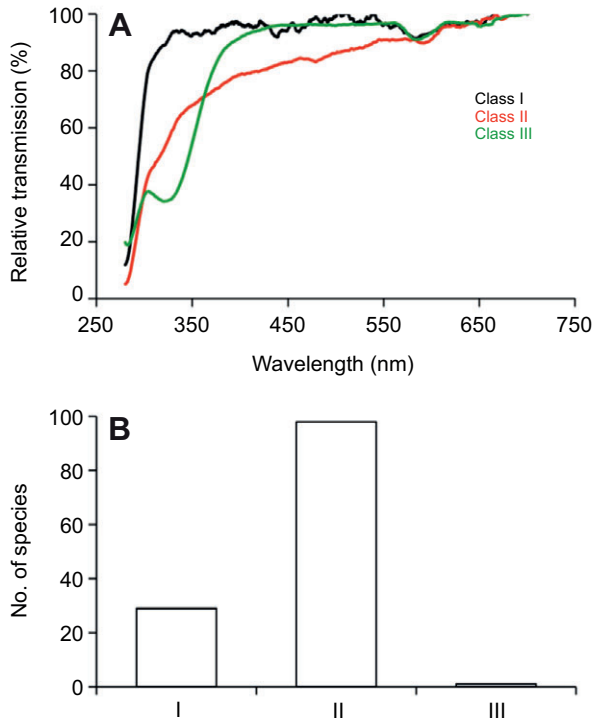 A
Relative transmission (%)
100
80
60
40
20
0
Class I
Class II
Class III
250 350 450 550 650 750
Wavelength (nm)
B
No. of species
100
80
60
40
20
0
I II III